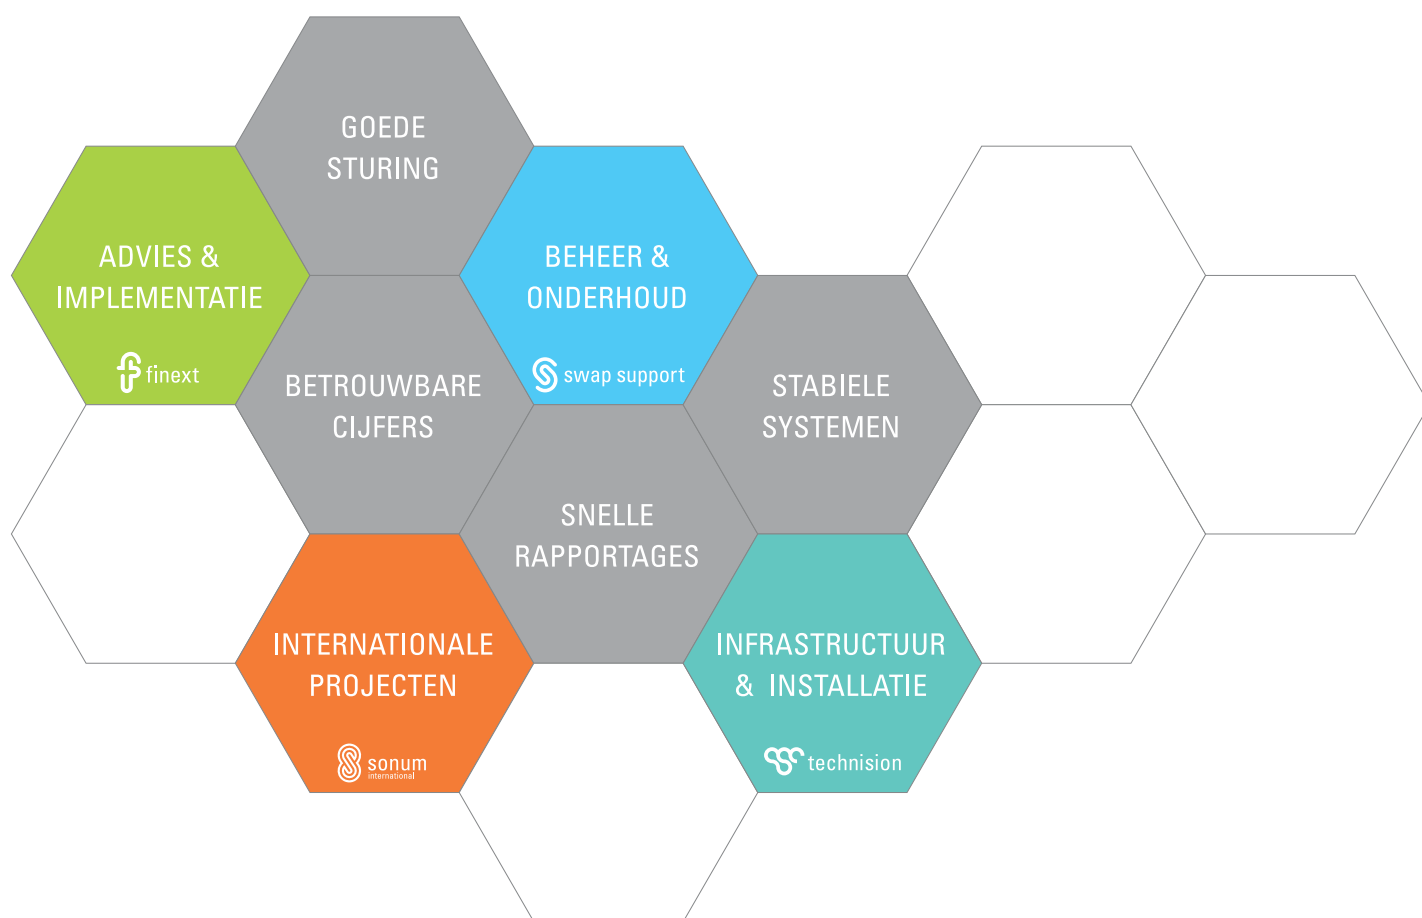 GOEDE
STURING
ADVIES &
IMPLEMENTATIE
finext
BEHEER &
ONDERHOUD
swap support
BETROUWBARE
CIJFERS
STABIELE
SYSTEMEN
SNELLE
RAPPORTAGES
INTERNATIONALE
PROJECTEN
sonum
international
INFRASTRUCTUUR
& INSTALLATIE
technision